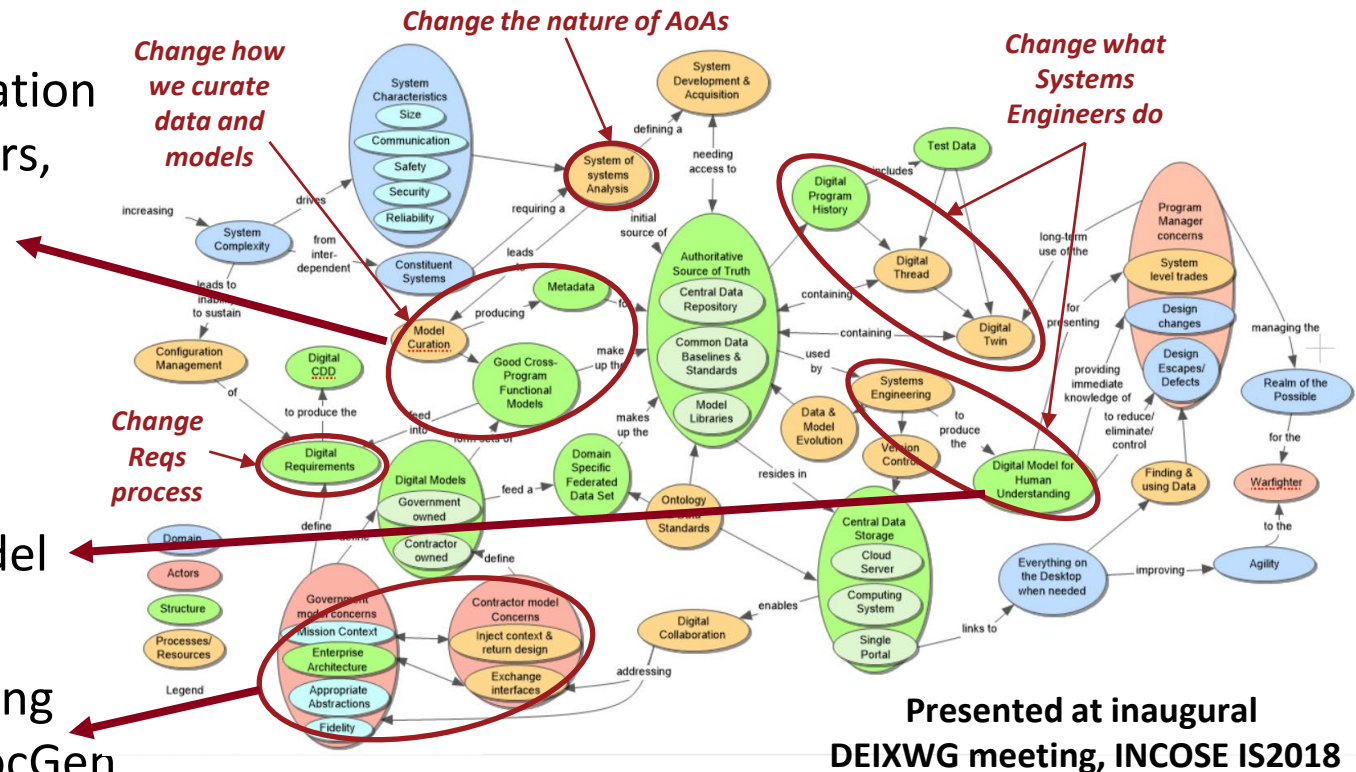 Change the nature of AoAs
Change how
we curate
data and
models
Change what
Systems
Engineers do
ation
rs,
System
Characteristics
Size
Communication
Safety
Security
Reliability
System
Development &
Acquisition
defining a
needing
access to
System of
systems
Analysis
requiring a
initial
source of
leads
increasing
drives
System
Complexity
from
inter-
dependent
Constituent
Systems
leads to
to sustain
Configuration
Management
of
Model
Curation
producing
Metadata
Good Cross-
Program
Functional
Models
make
up the
feed
into
Digital
CDD
to produce the
Change
Reqs
process
Digital
Requirements
define
Digital Models
Government
owned
Contractor
owned
feed a
define
Domain
Specific
Federated
Data Set
makes
up the
Authoritative
Source of Truth
Central Data
Repository
Common Data
Baselines &
Standards
Model
Libraries
Digital
Program
History
includes
Test Data
Digital
Thread
containing
containing
Digital
Twin
long-term
use of the
Program
Manager
concerns
System
level trades
Design
changes
Design
Escapes/
Defects
for
presenting
managing the
Realm of the
Possible
for the
Warfighter
to the
Agility
used
by
Systems
Engineering
to
produce
the
Data &
Model
Evolution
Version
Control
providing
immediate
knowledge of
to reduce/
eliminate/
control
Digital Model for
Human
Understanding
Finding &
using Data
resides in
Ontology
Standards
Central Data
Storage
Cloud
Server
Computing
System
Single
Portal
Everything on
the Desktop
when needed
improving
links to
enables
Digital
Collaboration
addressing
del
Domain
Actors
Structure
Processes/
Resources
Legend
Government
model concerns
Mission Context
Enterprise
Architecture
Appropriate
Abstractions
Fidelity
Contractor model
Concerns
Inject context &
return design
Exchange
interfaces
ng
ocGen
Presented at inaugural
DEIXWG meeting, INCOSE IS2018